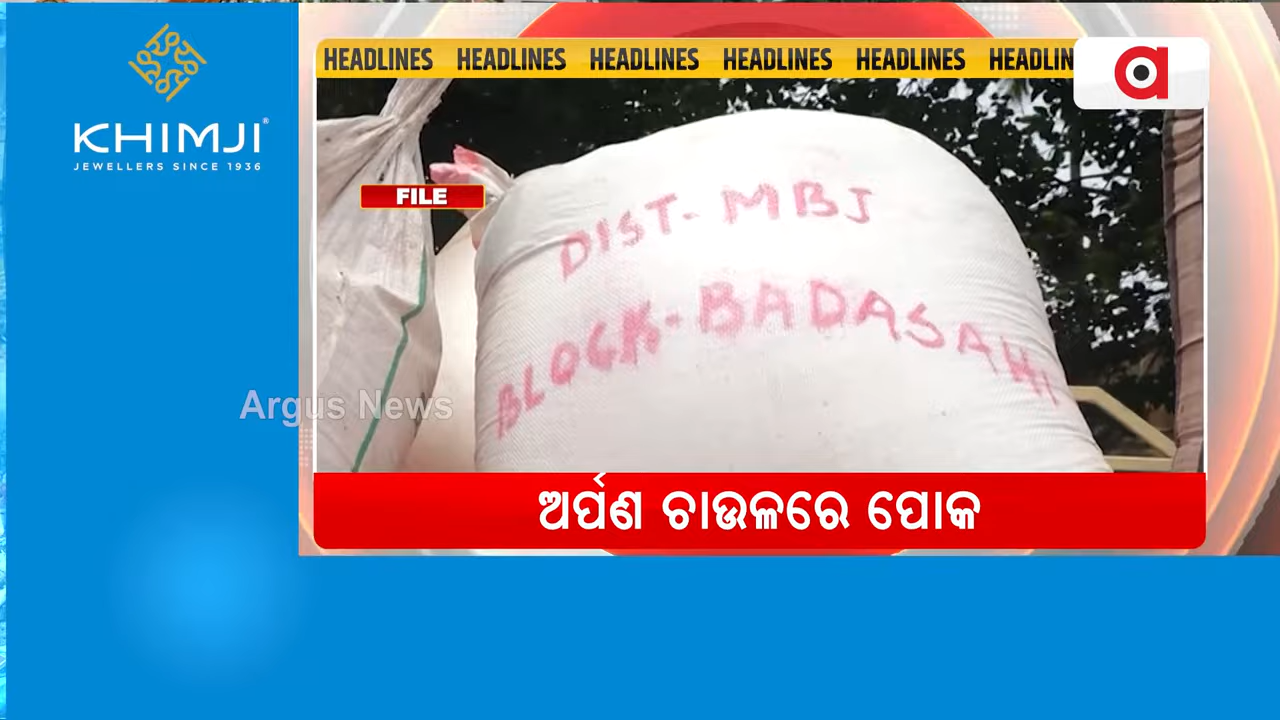 KHIMJI®
JEWELLERS SINCE 1936
HEADLINES HEADLINES HEADLINES HEADLINES HEADLINES HEADLIN
a
FILE
DIST- MBJ
BLOCK-BADASAHI
Argus News
ଅର୍ପଣ ଚାଉଳରେ ପୋକ